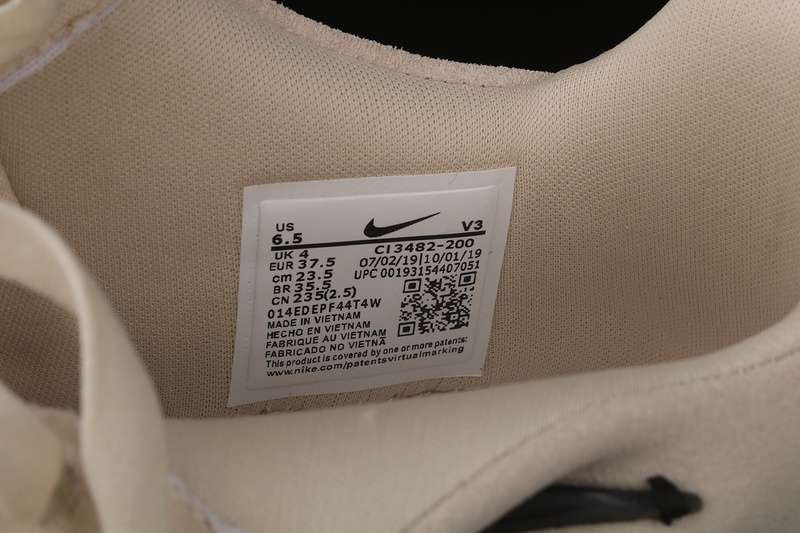 US
6.5 V3
UK 4 CI3482-200
EUR 37.5 07/02/19|10/01/19
cm 23.5 UPC 00193154407051
BR 35.5
CN 235(2.5)
014EDEPF44T4W
MADE IN VIETNAM
HECHO EN VIETNAM
FABRIQUE AU VIETNAM
FABRICADO NO VIETNÃ
This product is covered by one or more patents:
www.nike.com/patentsvirtualmarking